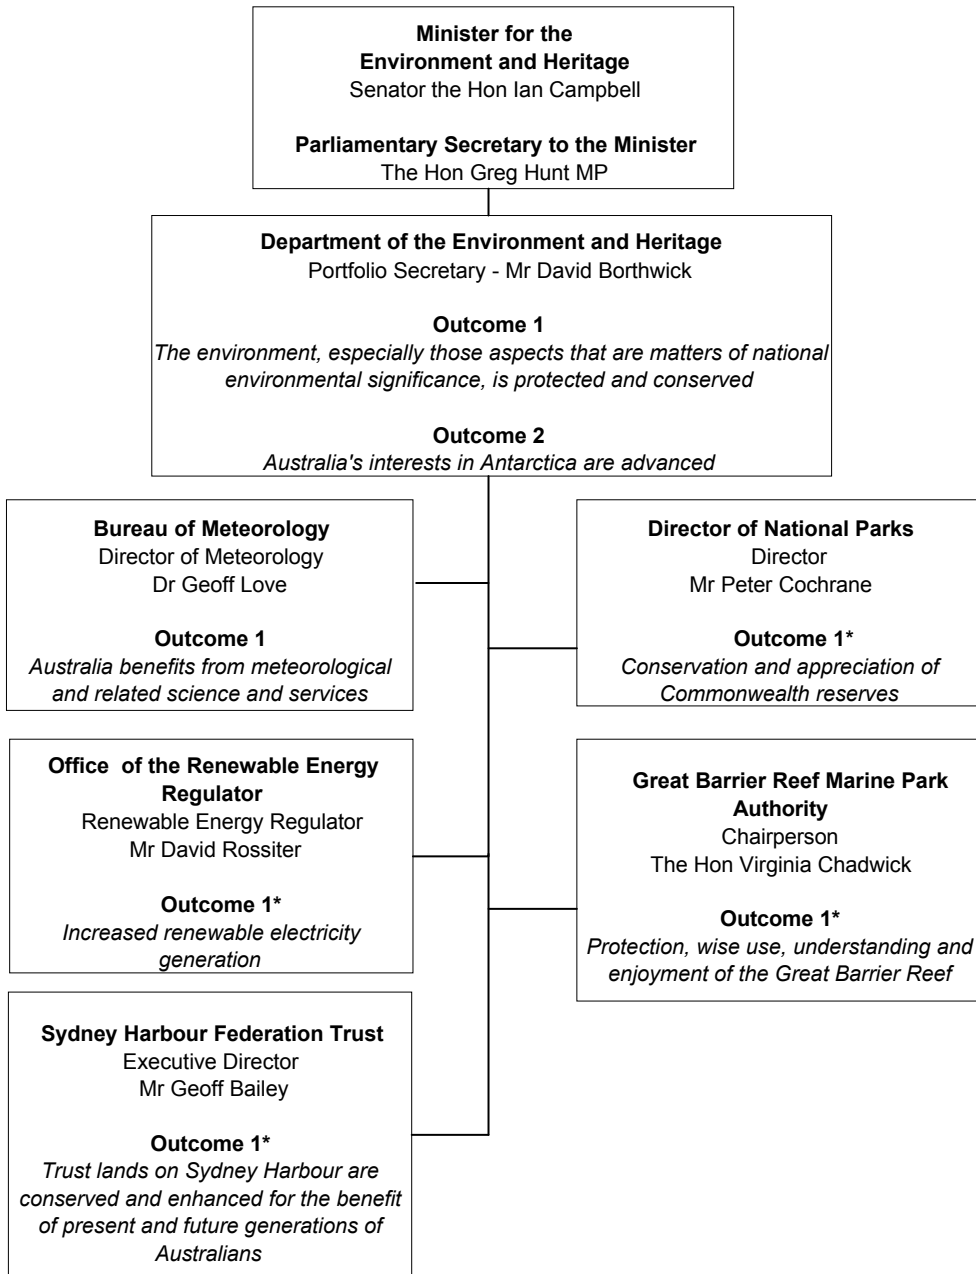 Minister for the
Environment and Heritage
Senator the Hon Ian Campbell
Parliamentary Secretary to the Minister
The Hon Greg Hunt MP
Department of the Environment and Heritage
Portfolio Secretary - Mr David Borthwick
Outcome 1
The environment, especially those aspects that are matters of national
environmental significance, is protected and conserved
Outcome 2
Australia's interests in Antarctica are advanced
Bureau of Meteorology
Director of Meteorology
Dr Geoff Love
Outcome 1
Australia benefits from meteorological
and related science and services
Director of National Parks
Director
Mr Peter Cochrane
Outcome 1*
Conservation and appreciation of
Commonwealth reserves
Office of the Renewable Energy
Regulator
Renewable Energy Regulator
Mr David Rossiter
Outcome 1*
Increased renewable electricity
generation
Great Barrier Reef Marine Park
Authority
Chairperson
The Hon Virginia Chadwick
Outcome 1*
Protection, wise use, understanding and
enjoyment of the Great Barrier Reef
Sydney Harbour Federation Trust
Executive Director
Mr Geoff Bailey
Outcome 1*
Trust lands on Sydney Harbour are
conserved and enhanced for the benefit
of present and future generations of
Australians